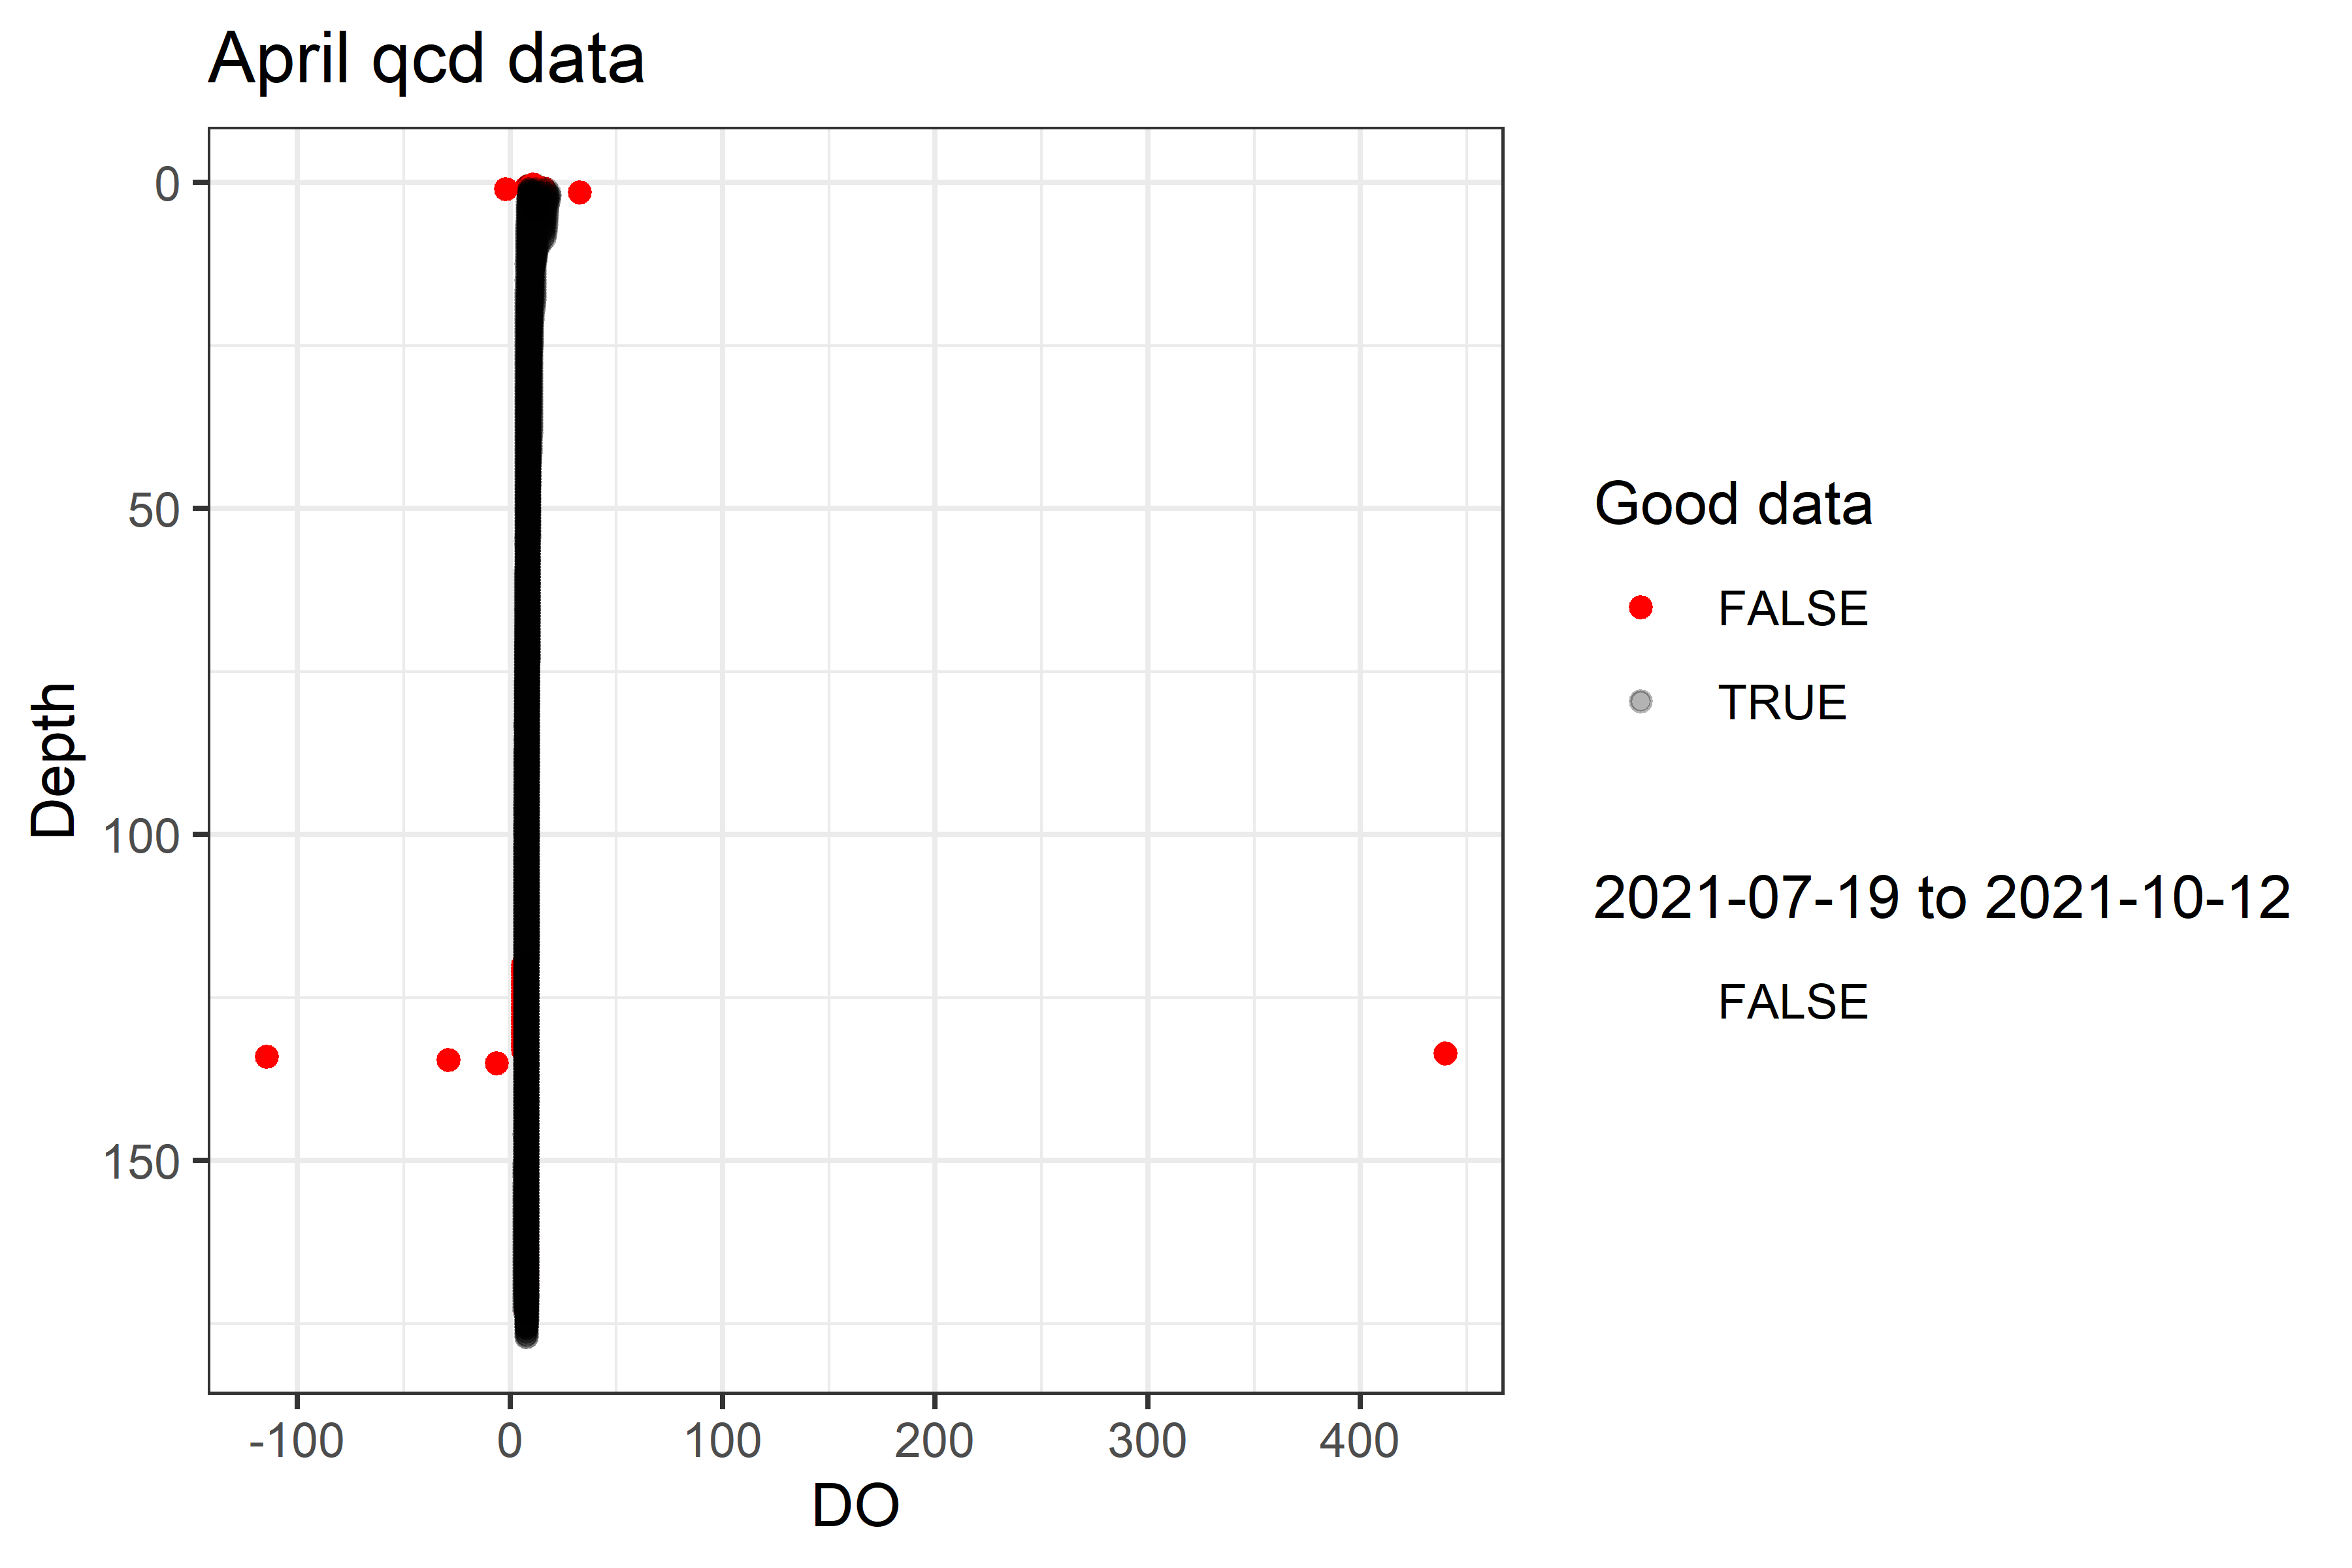 April qcd data
0
50
100
150
Depth
-100 0 100 200 300 400
DO
Good data
FALSE
TRUE
2021-07-19 to 2021-10-12
FALSE